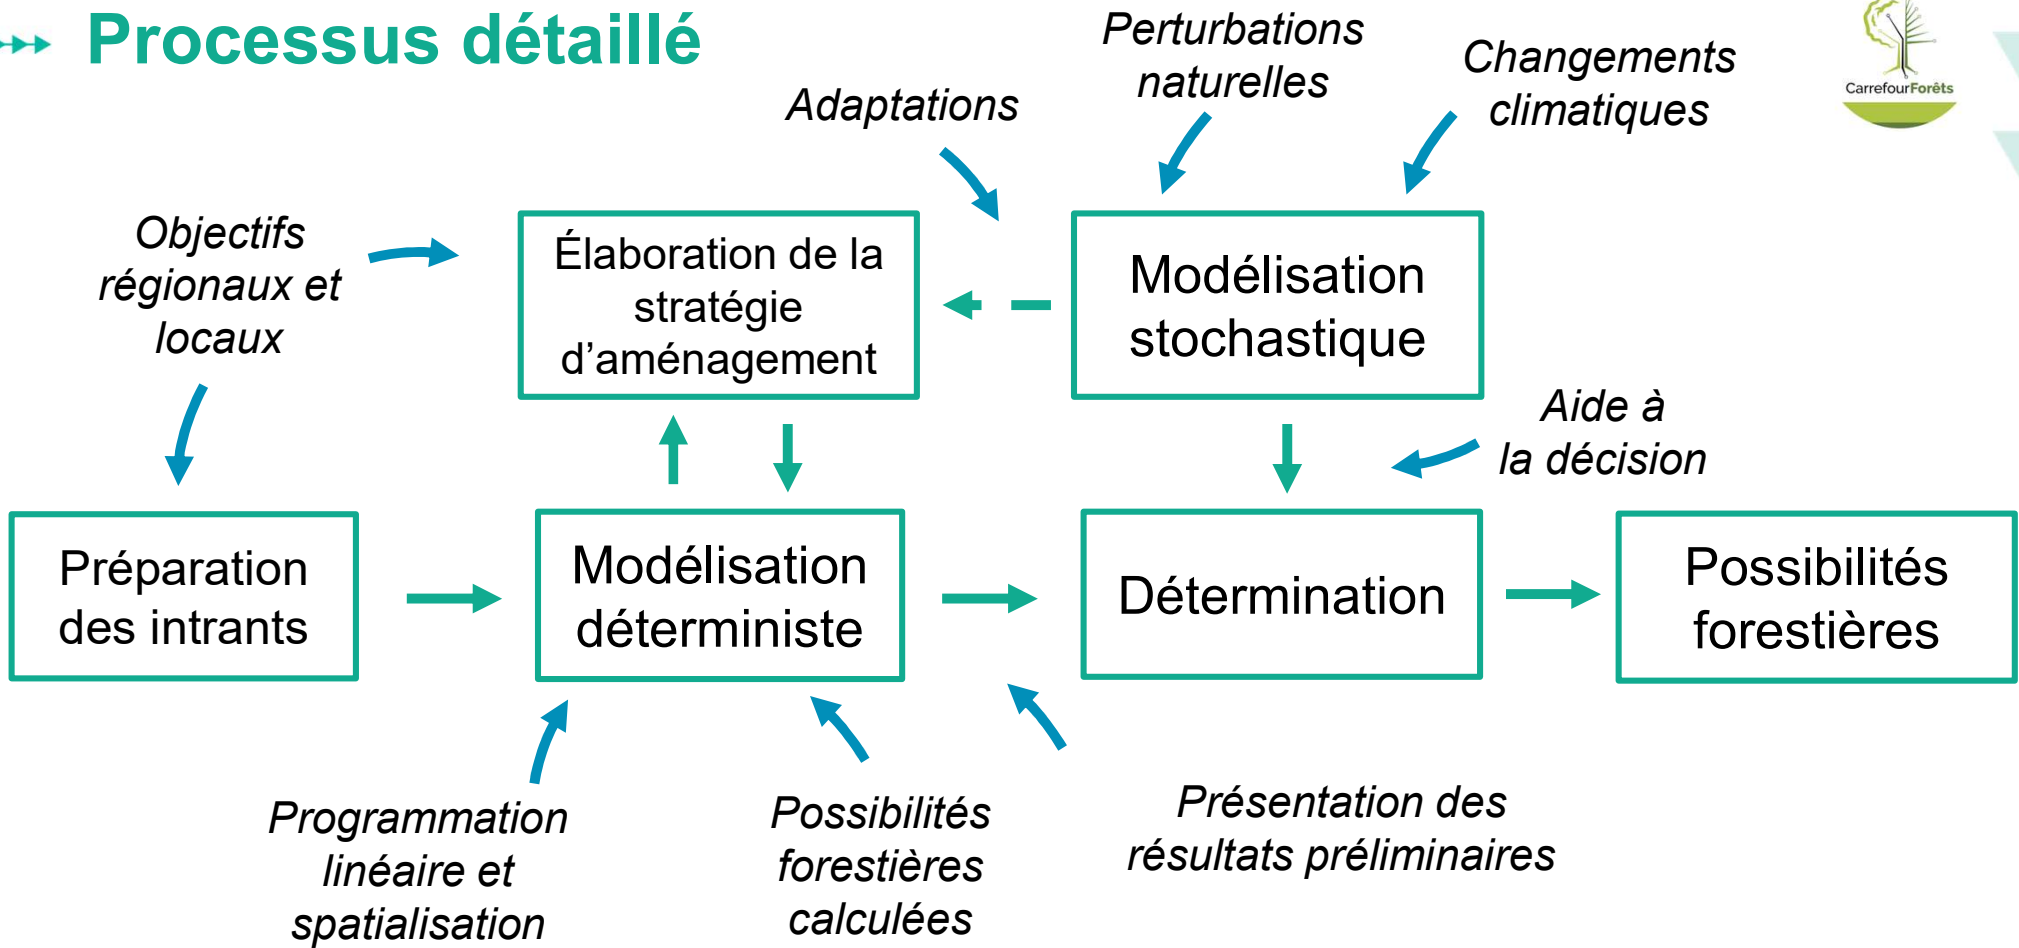 Processus détaillé
Perturbations
naturelles
Changements
climatiques
CarrefourForêts
Adaptations
Objectifs
régionaux et
locaux
Élaboration de la
stratégie
d’aménagement
Modélisation
stochastique
Aide à
la décision
Préparation
des intrants
Modélisation
déterministe
Détermination
Possibilités
forestières
Programmation
linéaire et
spatialisation
Possibilités
forestières
calculées
Présentation des
résultats préliminaires